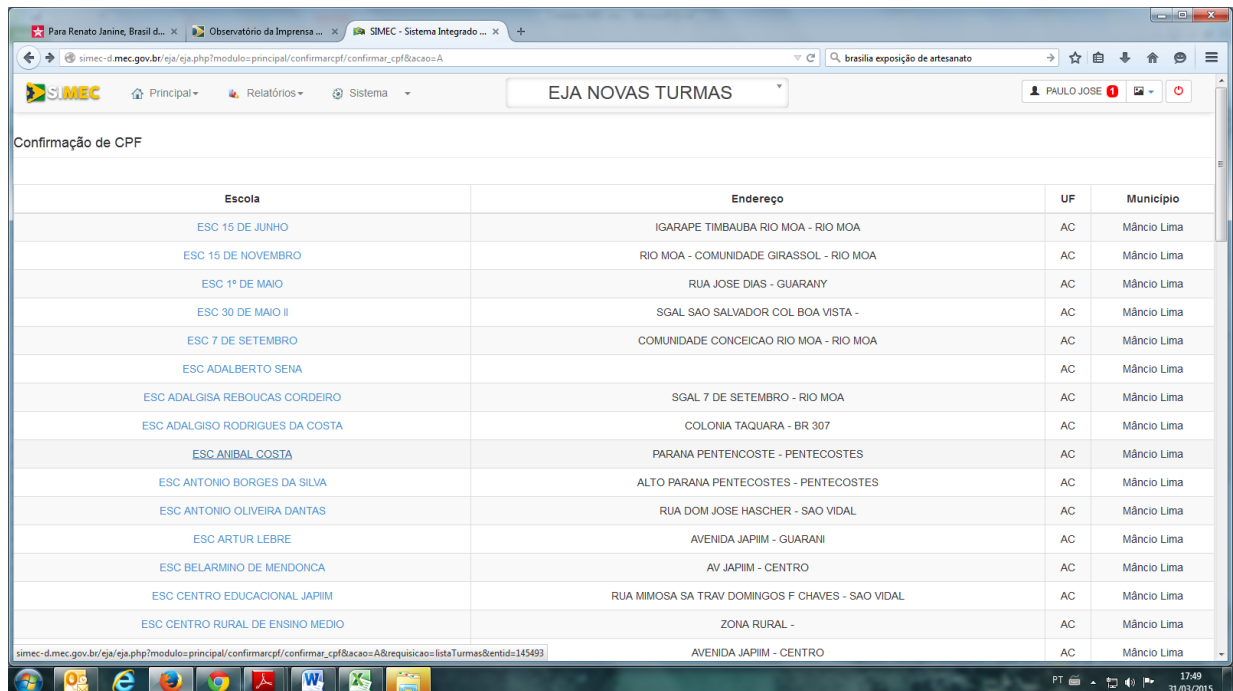 Para Renato Janine, Brasil d... × Observatório da Imprensa ... × SIMEC - Sistema Integrado ... × +
simec-d.mec.gov.br/eja/eja.php?modulo=principal/confirmarcpf/confirmar_cpf&acao=A brasilia exposição de artesanato
SIMEC Principal Relatórios Sistema EJA NOVAS TURMAS PAULO JOSE 1
Confirmação de CPF
Escola Endereço UF Município
ESC 15 DE JUNHO IGARAPE TIMBAUBA RIO MOA - RIO MOA AC Mâncio Lima
ESC 15 DE NOVEMBRO RIO MOA - COMUNIDADE GIRASSOL - RIO MOA AC Mâncio Lima
ESC 1º DE MAIO RUA JOSE DIAS - GUARANY AC Mâncio Lima
ESC 30 DE MAIO II SGAL SAO SALVADOR COL BOA VISTA - AC Mâncio Lima
ESC 7 DE SETEMBRO COMUNIDADE CONCEICAO RIO MOA - RIO MOA AC Mâncio Lima
ESC ADALBERTO SENA AC Mâncio Lima
ESC ADALGISA REBOUCAS CORDEIRO SGAL 7 DE SETEMBRO - RIO MOA AC Mâncio Lima
ESC ADALGISO RODRIGUES DA COSTA COLONIA TAQUARA - BR 307 AC Mâncio Lima
ESC ANIBAL COSTA PARANA PENTENCOSTE - PENTECOSTES AC Mâncio Lima
ESC ANTONIO BORGES DA SILVA ALTO PARANA PENTECOSTES - PENTECOSTES AC Mâncio Lima
ESC ANTONIO OLIVEIRA DANTAS RUA DOM JOSE HASCHER - SAO VIDAL AC Mâncio Lima
ESC ARTUR LEBRE AVENIDA JAPIIM - GUARANI AC Mâncio Lima
ESC BELARMINO DE MENDONCA AV JAPIIM - CENTRO AC Mâncio Lima
ESC CENTRO EDUCACIONAL JAPIIM RUA MIMOSA SA TRAV DOMINGOS F CHAVES - SAO VIDAL AC Mâncio Lima
ESC CENTRO RURAL DE ENSINO MEDIO ZONA RURAL - AC Mâncio Lima
simec-d.mec.gov.br/eja/eja.php?modulo=principal/confirmarcpf/confirmar_cpf&acao=A&requisicao=listaTurmas&entid=145493 AVENIDA JAPIIM - CENTRO AC Mâncio Lima
PT 17:49
31/03/2015